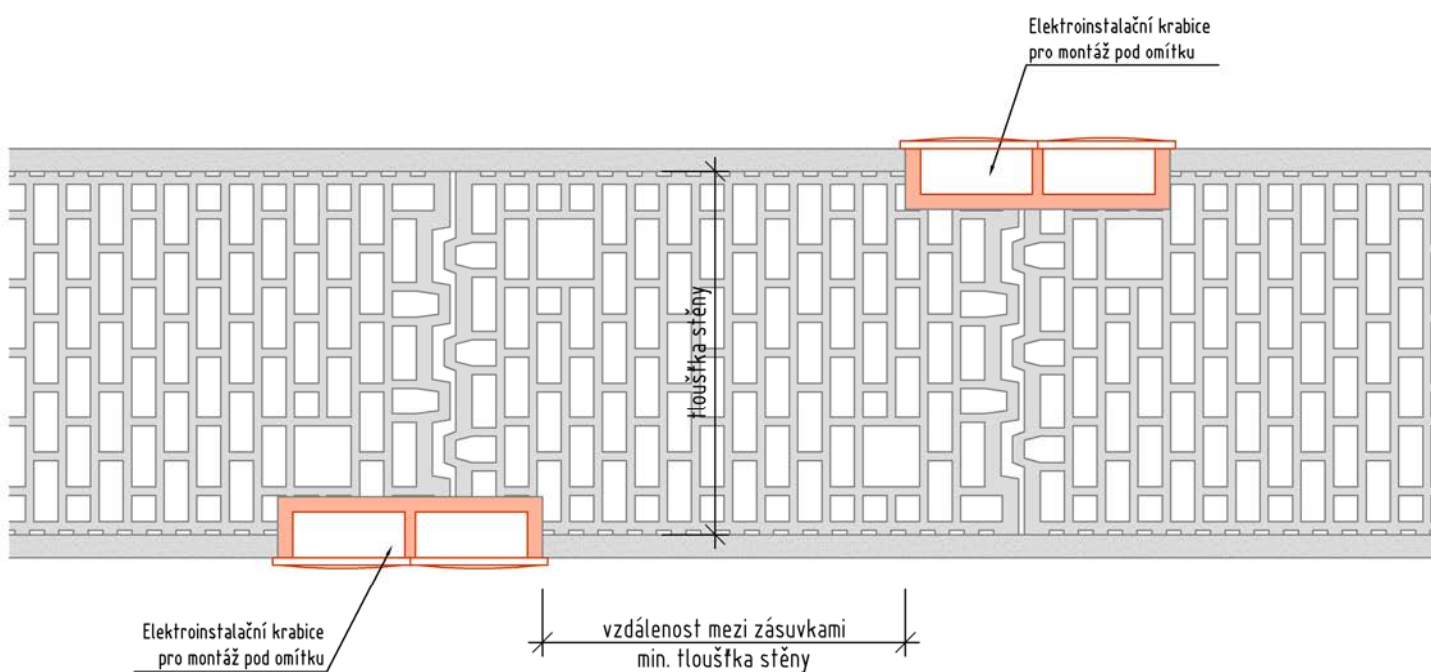 Elektroinstalační krabice
pro montáž pod omítku
tloušťka stěny
vzdálenost mezi zásuvkami
min. tloušťka stěny
Elektroinstalační krabice
pro montáž pod omítku